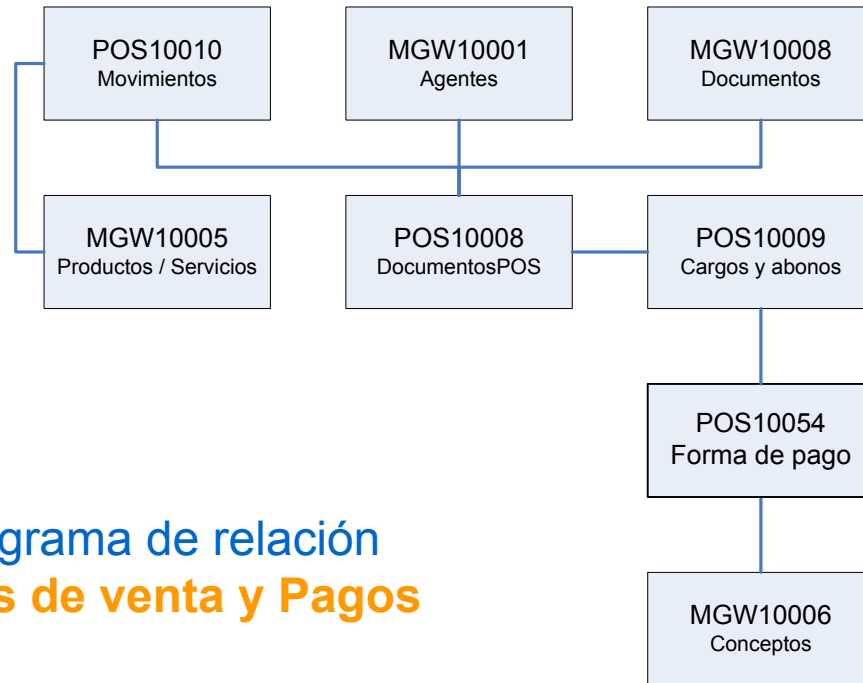 POS10010
Movimientos
MGW10001
Agentes
MGW10008
Documentos
MGW10005
Productos / Servicios
POS10008
DocumentosPOS
POS10009
Cargos y abonos
POS10054
Forma de pago
grama de relación
s de venta y Pagos
MGW10006
Conceptos